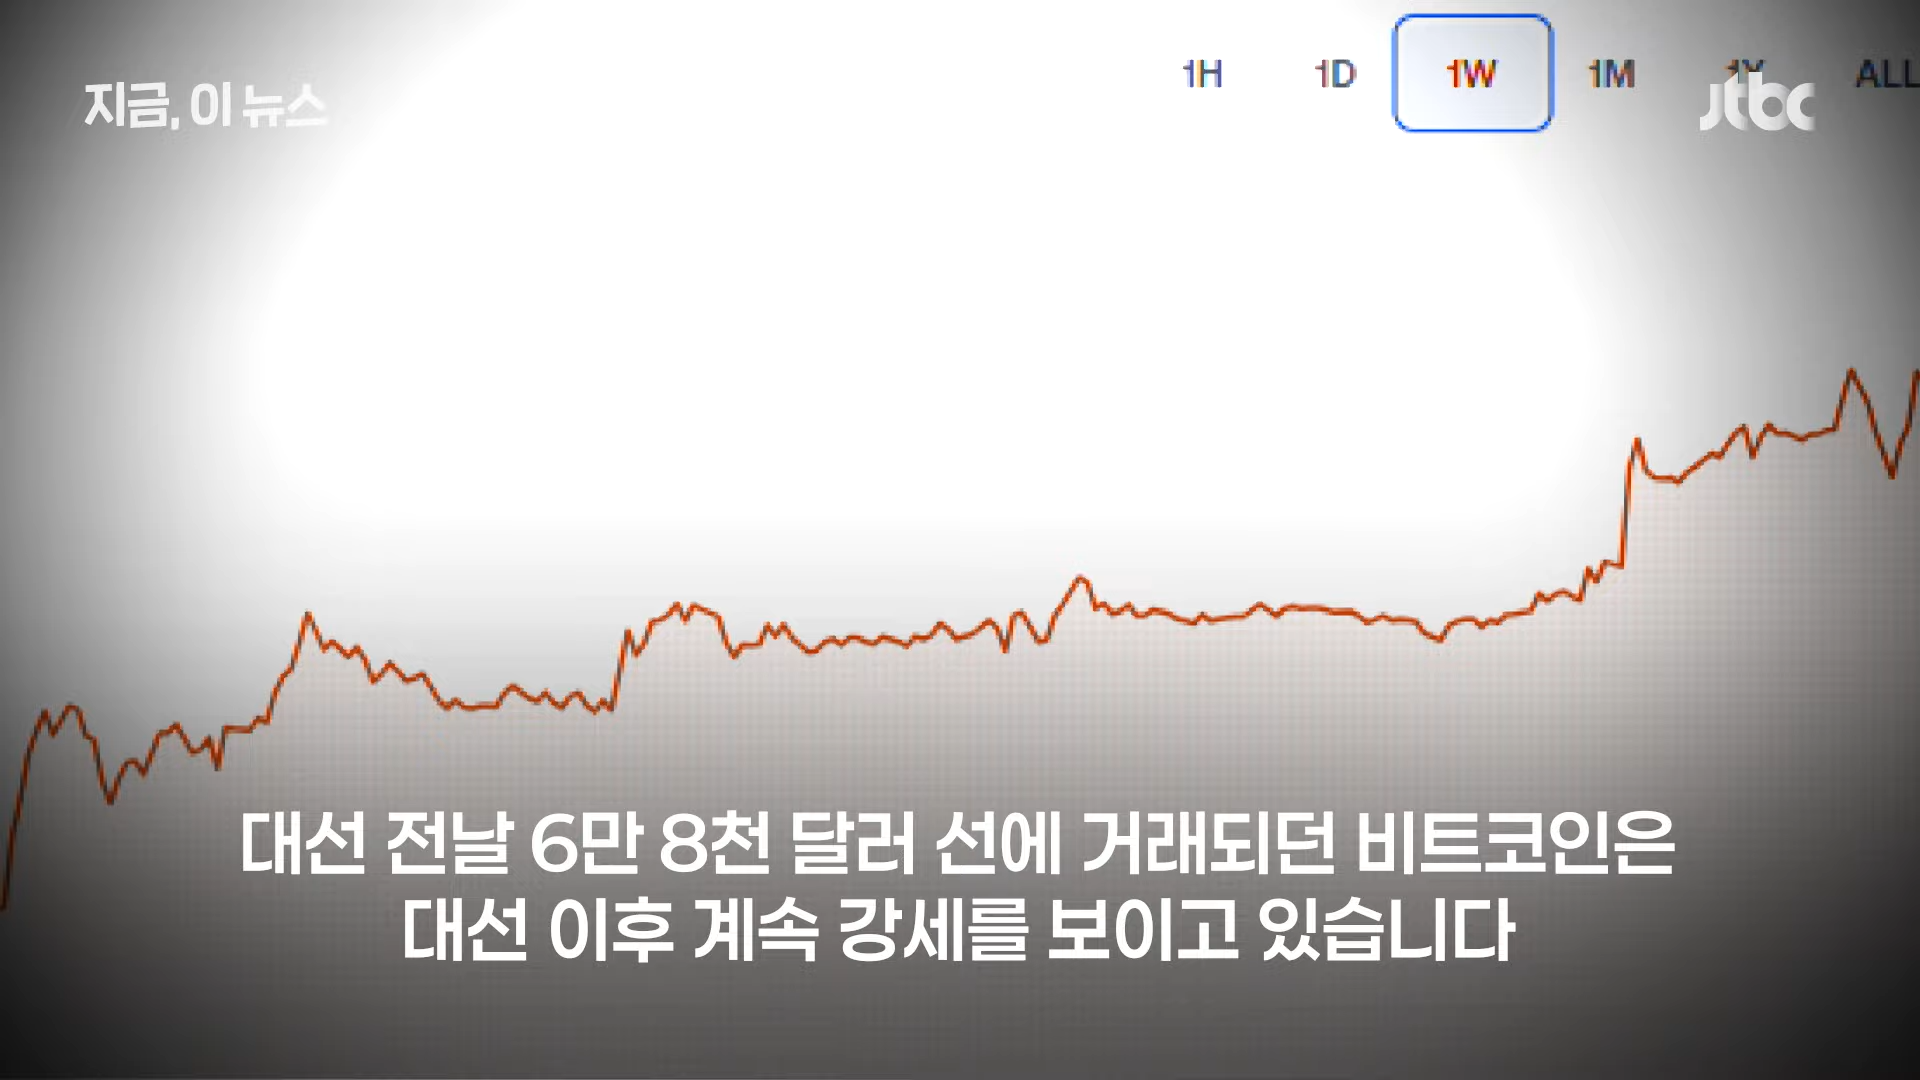 지금, 이 뉴스
1H 1D 1W 1M 1Y ALL
jtbc
대선 전날 6만 8천 달러 선에 거래되던 비트코인은
대선 이후 계속 강세를 보이고 있습니다